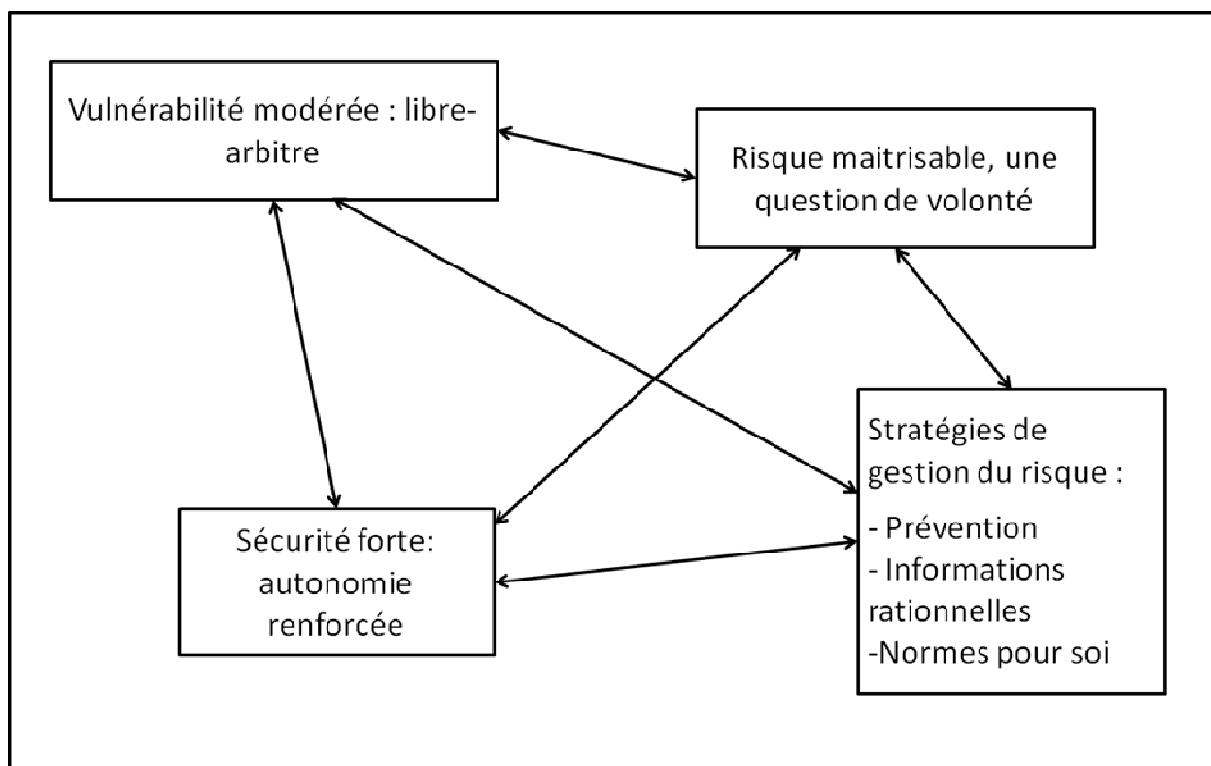 Vulnérabilité modérée : libre-
arbitre
Risque maitrisable, une
question de volonté
Stratégies de
gestion du risque :
- Prévention
- Informations
rationnelles
-Normes pour soi
Sécurité forte:
autonomie
renforcée